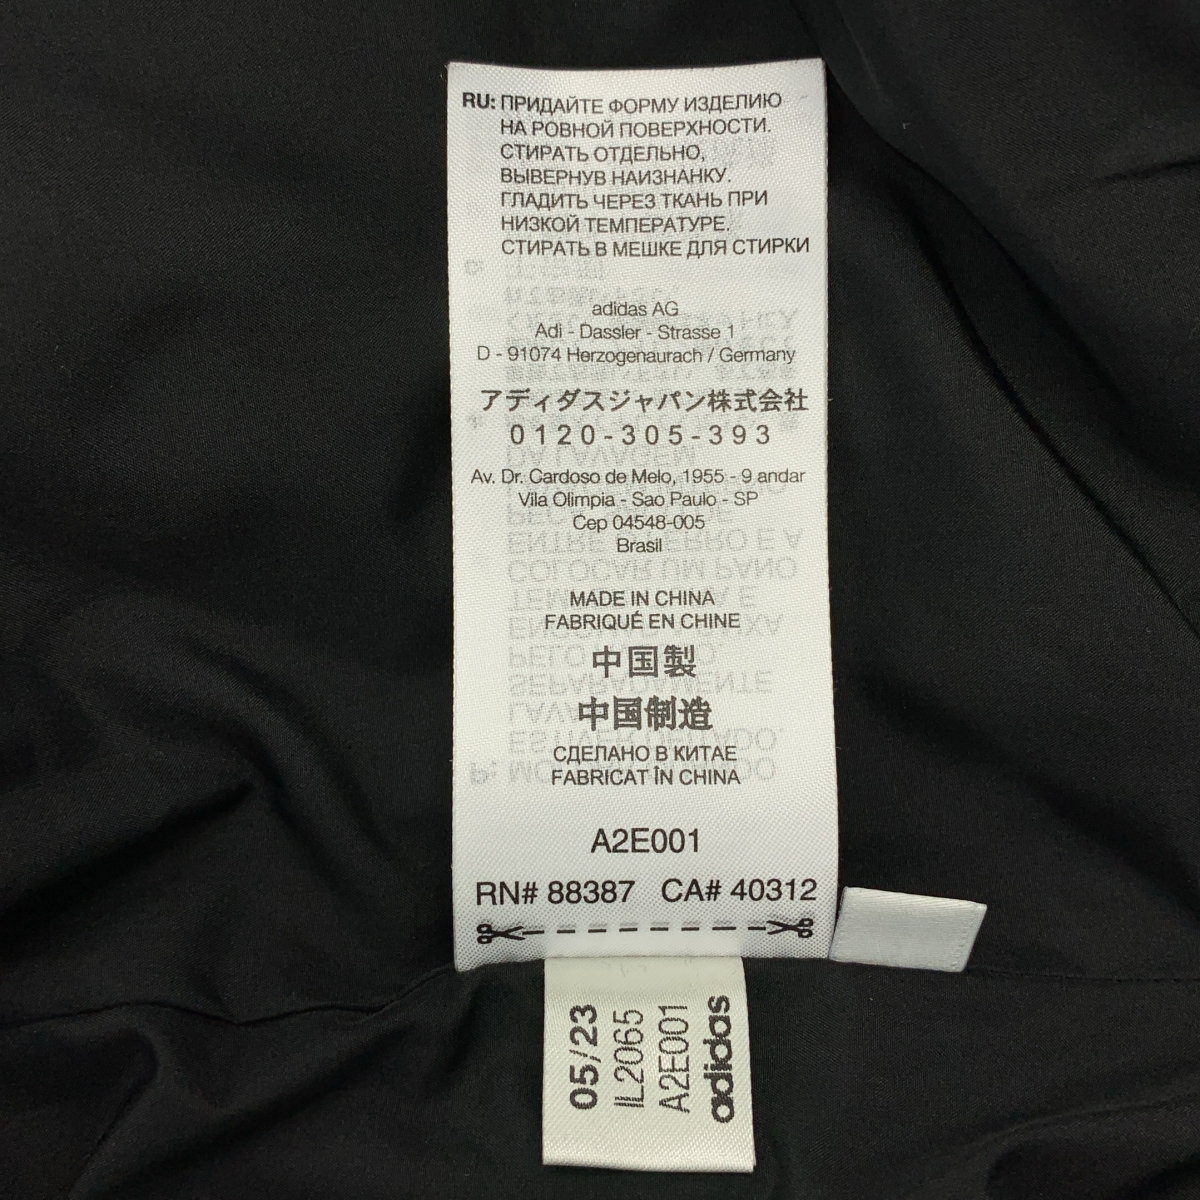 RU: ПРИДАЙТЕ ФОРМУ ИЗДЕЛИЮ
НА РОВНОЙ ПОВЕРХНОСТИ.
СТИРАТЬ ОТДЕЛЬНО,
ВЫВЕРНУВ НАИЗНАНКУ.
ГЛАДИТЬ ЧЕРЕЗ ТКАНЬ ПРИ
НИЗКОЙ ТЕМПЕРАТУРЕ.
СТИРАТЬ В МЕШКЕ ДЛЯ СТИРКИ
adidas AG
Adi - Dassler - Strasse 1
D - 91074 Herzogenaurach / Germany
アディダスジャパン株式会社
0120-305-393
Av. Dr. Cardoso de Melo, 1955 - 9 andar
Vila Olimpia - Sao Paulo - SP
Cep 04548-005
Brasil
MADE IN CHINA
FABRIQUÉ EN CHINE
中国製
中国制造
СДЕЛАНО В КИТАЕ
FABRICAT ÎN CHINA
A2E001
RN# 88387 CA# 40312
05/23
IL2065
A2E001
adidas